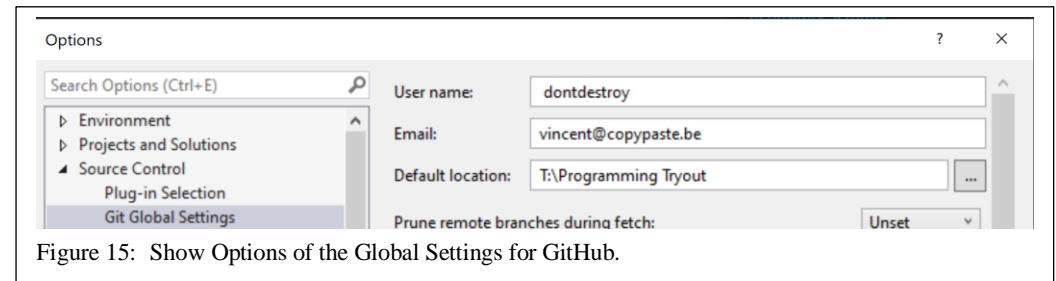 Options ? ×
Search Options (Ctrl+E)
Environment
Projects and Solutions
Source Control
Plug-in Selection
Git Global Settings
User name: dontdestroy
Email: vincent@copypaste.be
Default location: T:\Programming Tryout ...
Prune remote branches during fetch: Unset
Figure 15: Show Options of the Global Settings for GitHub.